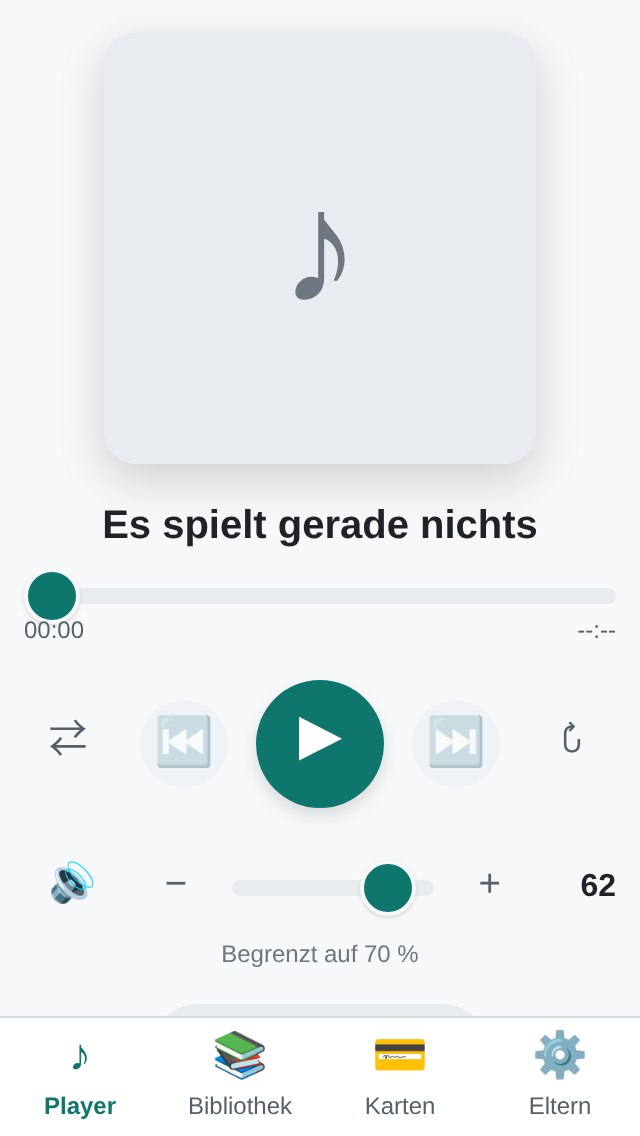 Es spielt gerade nichts
00:00 --:--
− + 62
Begrenzt auf 70 %
Player Bibliothek Karten Eltern